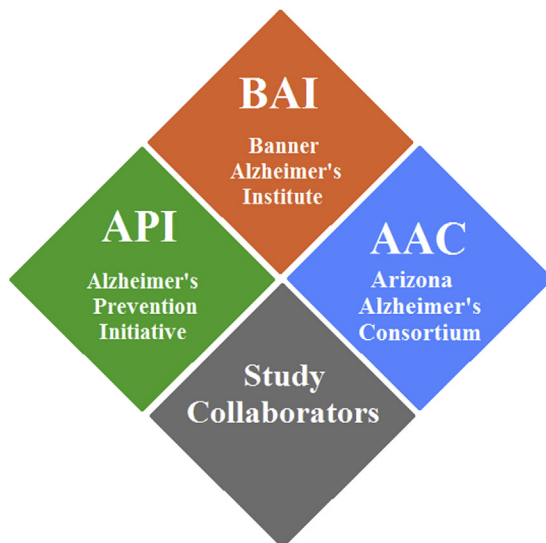 BAI
Banner
Alzheimer's
Institute
API
Alzheimer's
Prevention
Initiative
AAC
Arizona
Alzheimer's
Consortium
Study
Collaborators